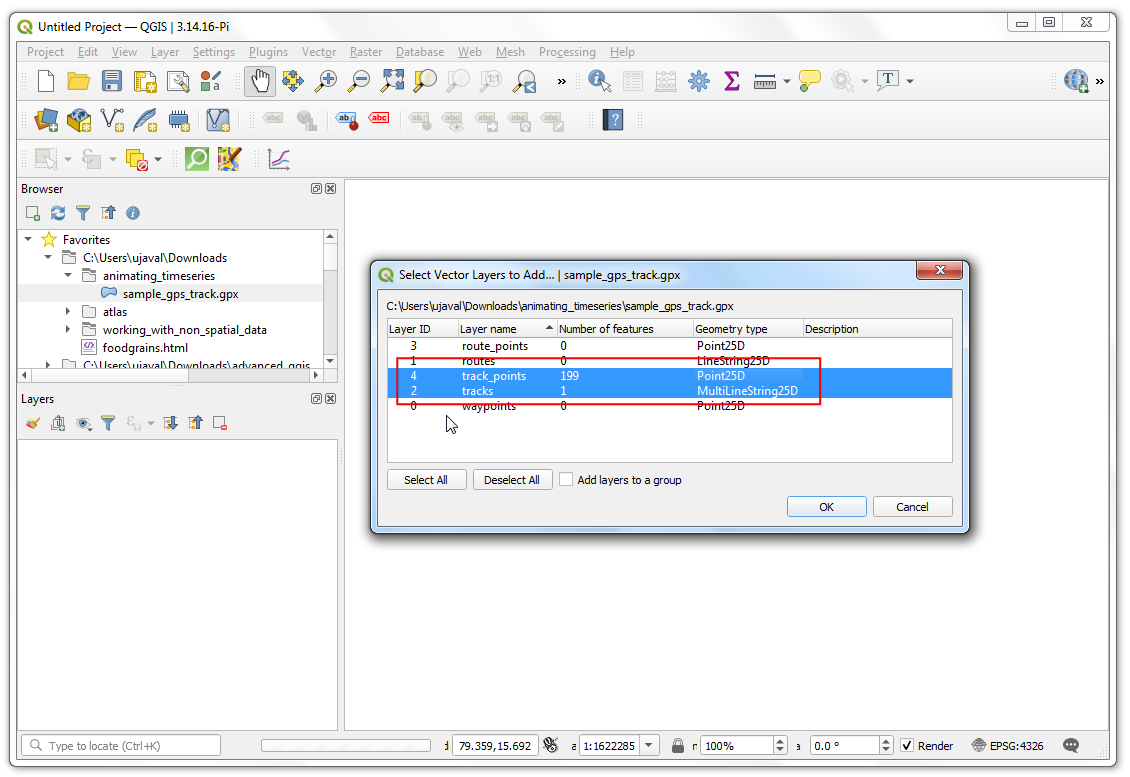 Untitled Project — QGIS | 3.14.16-Pi
Project Edit View Layer Settings Plugins Vector Raster Database Web Mesh Processing Help
Browser
Favorites
C:\Users\ujaval\Downloads
animating_timeseries
sample_gps_track.gpx
atlas
working_with_non_spatial_data
foodgrains.html
C:\Users\ujaval\Downloads\advanced_qgis
Layers
Select Vector Layers to Add... | sample_gps_track.gpx
C:\Users\ujaval\Downloads\animating_timeseries\sample_gps_track.gpx
Layer ID Layer name Number of features Geometry type Description
3 route_points 0 Point25D
1 routes 0 LineString25D
4 track_points 199 Point25D
2 tracks 1 MultiLineString25D
0 waypoints 0 Point25D
Select All Deselect All Add layers to a group
OK Cancel
Type to locate (Ctrl+K) 79.359,15.692 1:1622285 100% 0.0 ° Render EPSG:4326